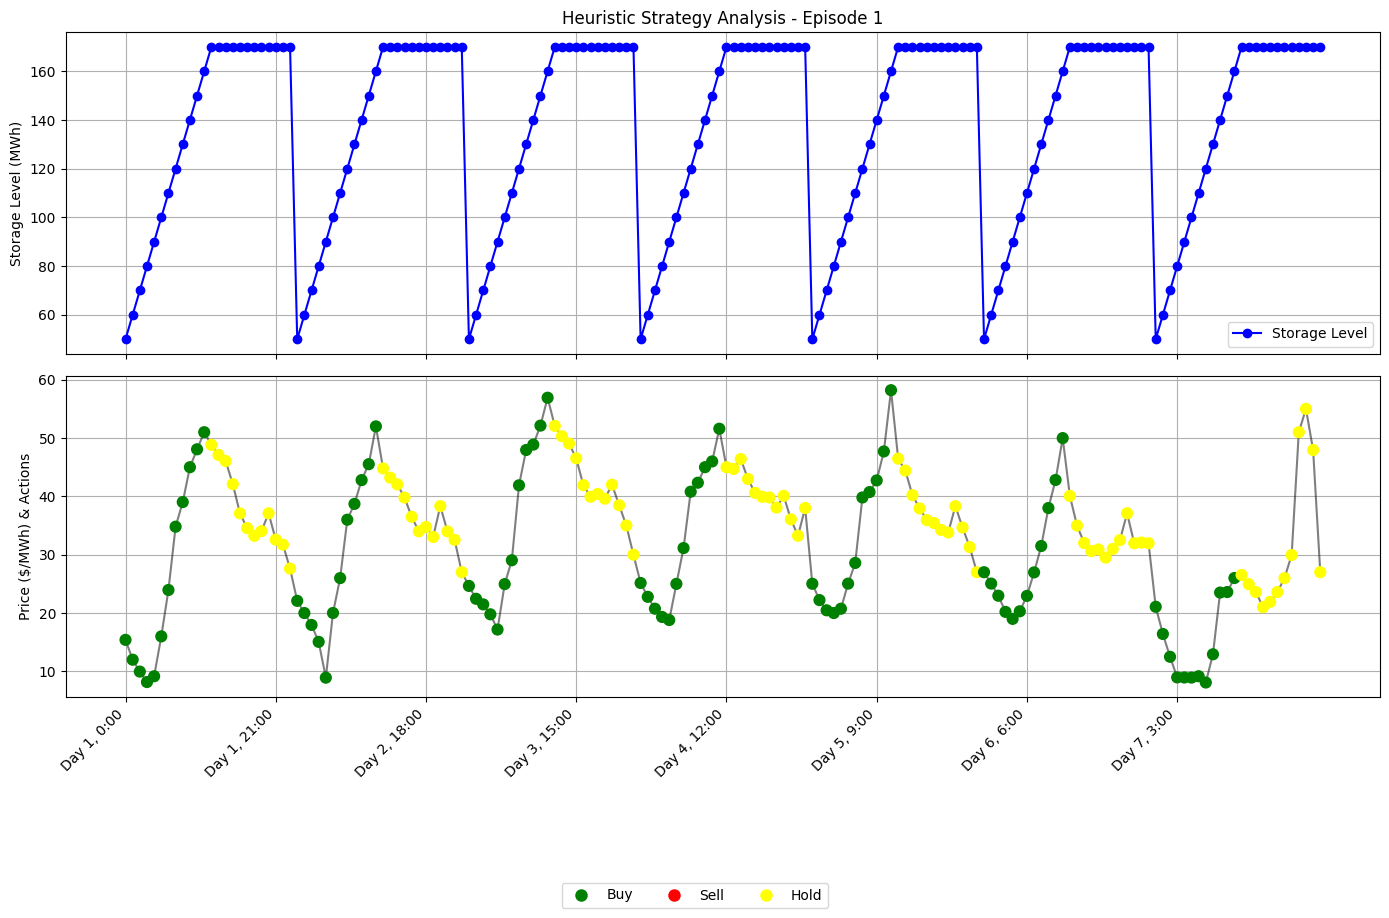 Heuristic Strategy Analysis - Episode 1
Storage Level (MWh)
160
140
120
100
80
60
Storage Level
Price ($/MWh) & Actions
60
50
40
30
20
10
Day 1, 0:00
Day 1, 21:00
Day 2, 18:00
Day 3, 15:00
Day 4, 12:00
Day 5, 9:00
Day 6, 6:00
Day 7, 3:00
Buy Sell Hold